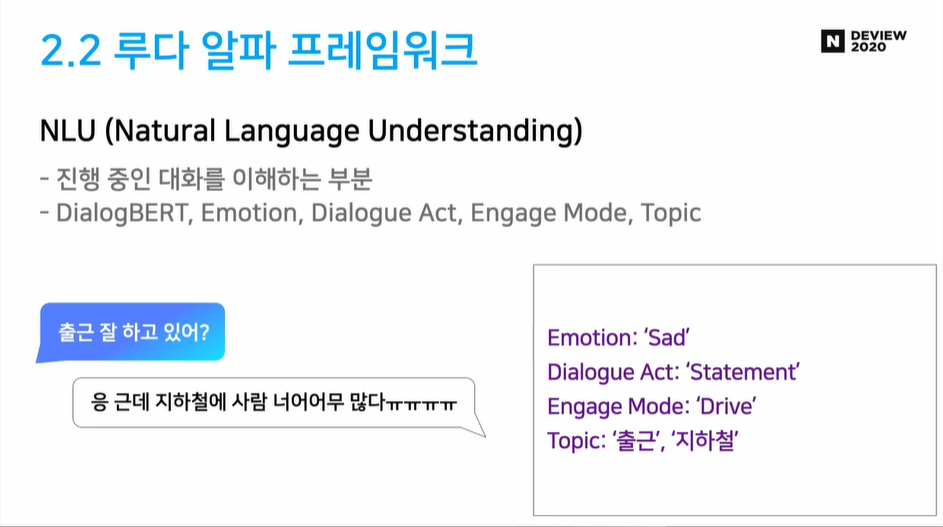 2.2 루다 알파 프레임워크
N DEVIEW
2020
NLU (Natural Language Understanding)
- 진행 중인 대화를 이해하는 부분
- DialogBERT, Emotion, Dialogue Act, Engage Mode, Topic
출근 잘 하고 있어?
응 근데 지하철에 사람 너어어무 많다ㅠㅠㅠㅠ
Emotion: ‘Sad’
Dialogue Act: ‘Statement’
Engage Mode: ‘Drive’
Topic: ‘출근’, ‘지하철’